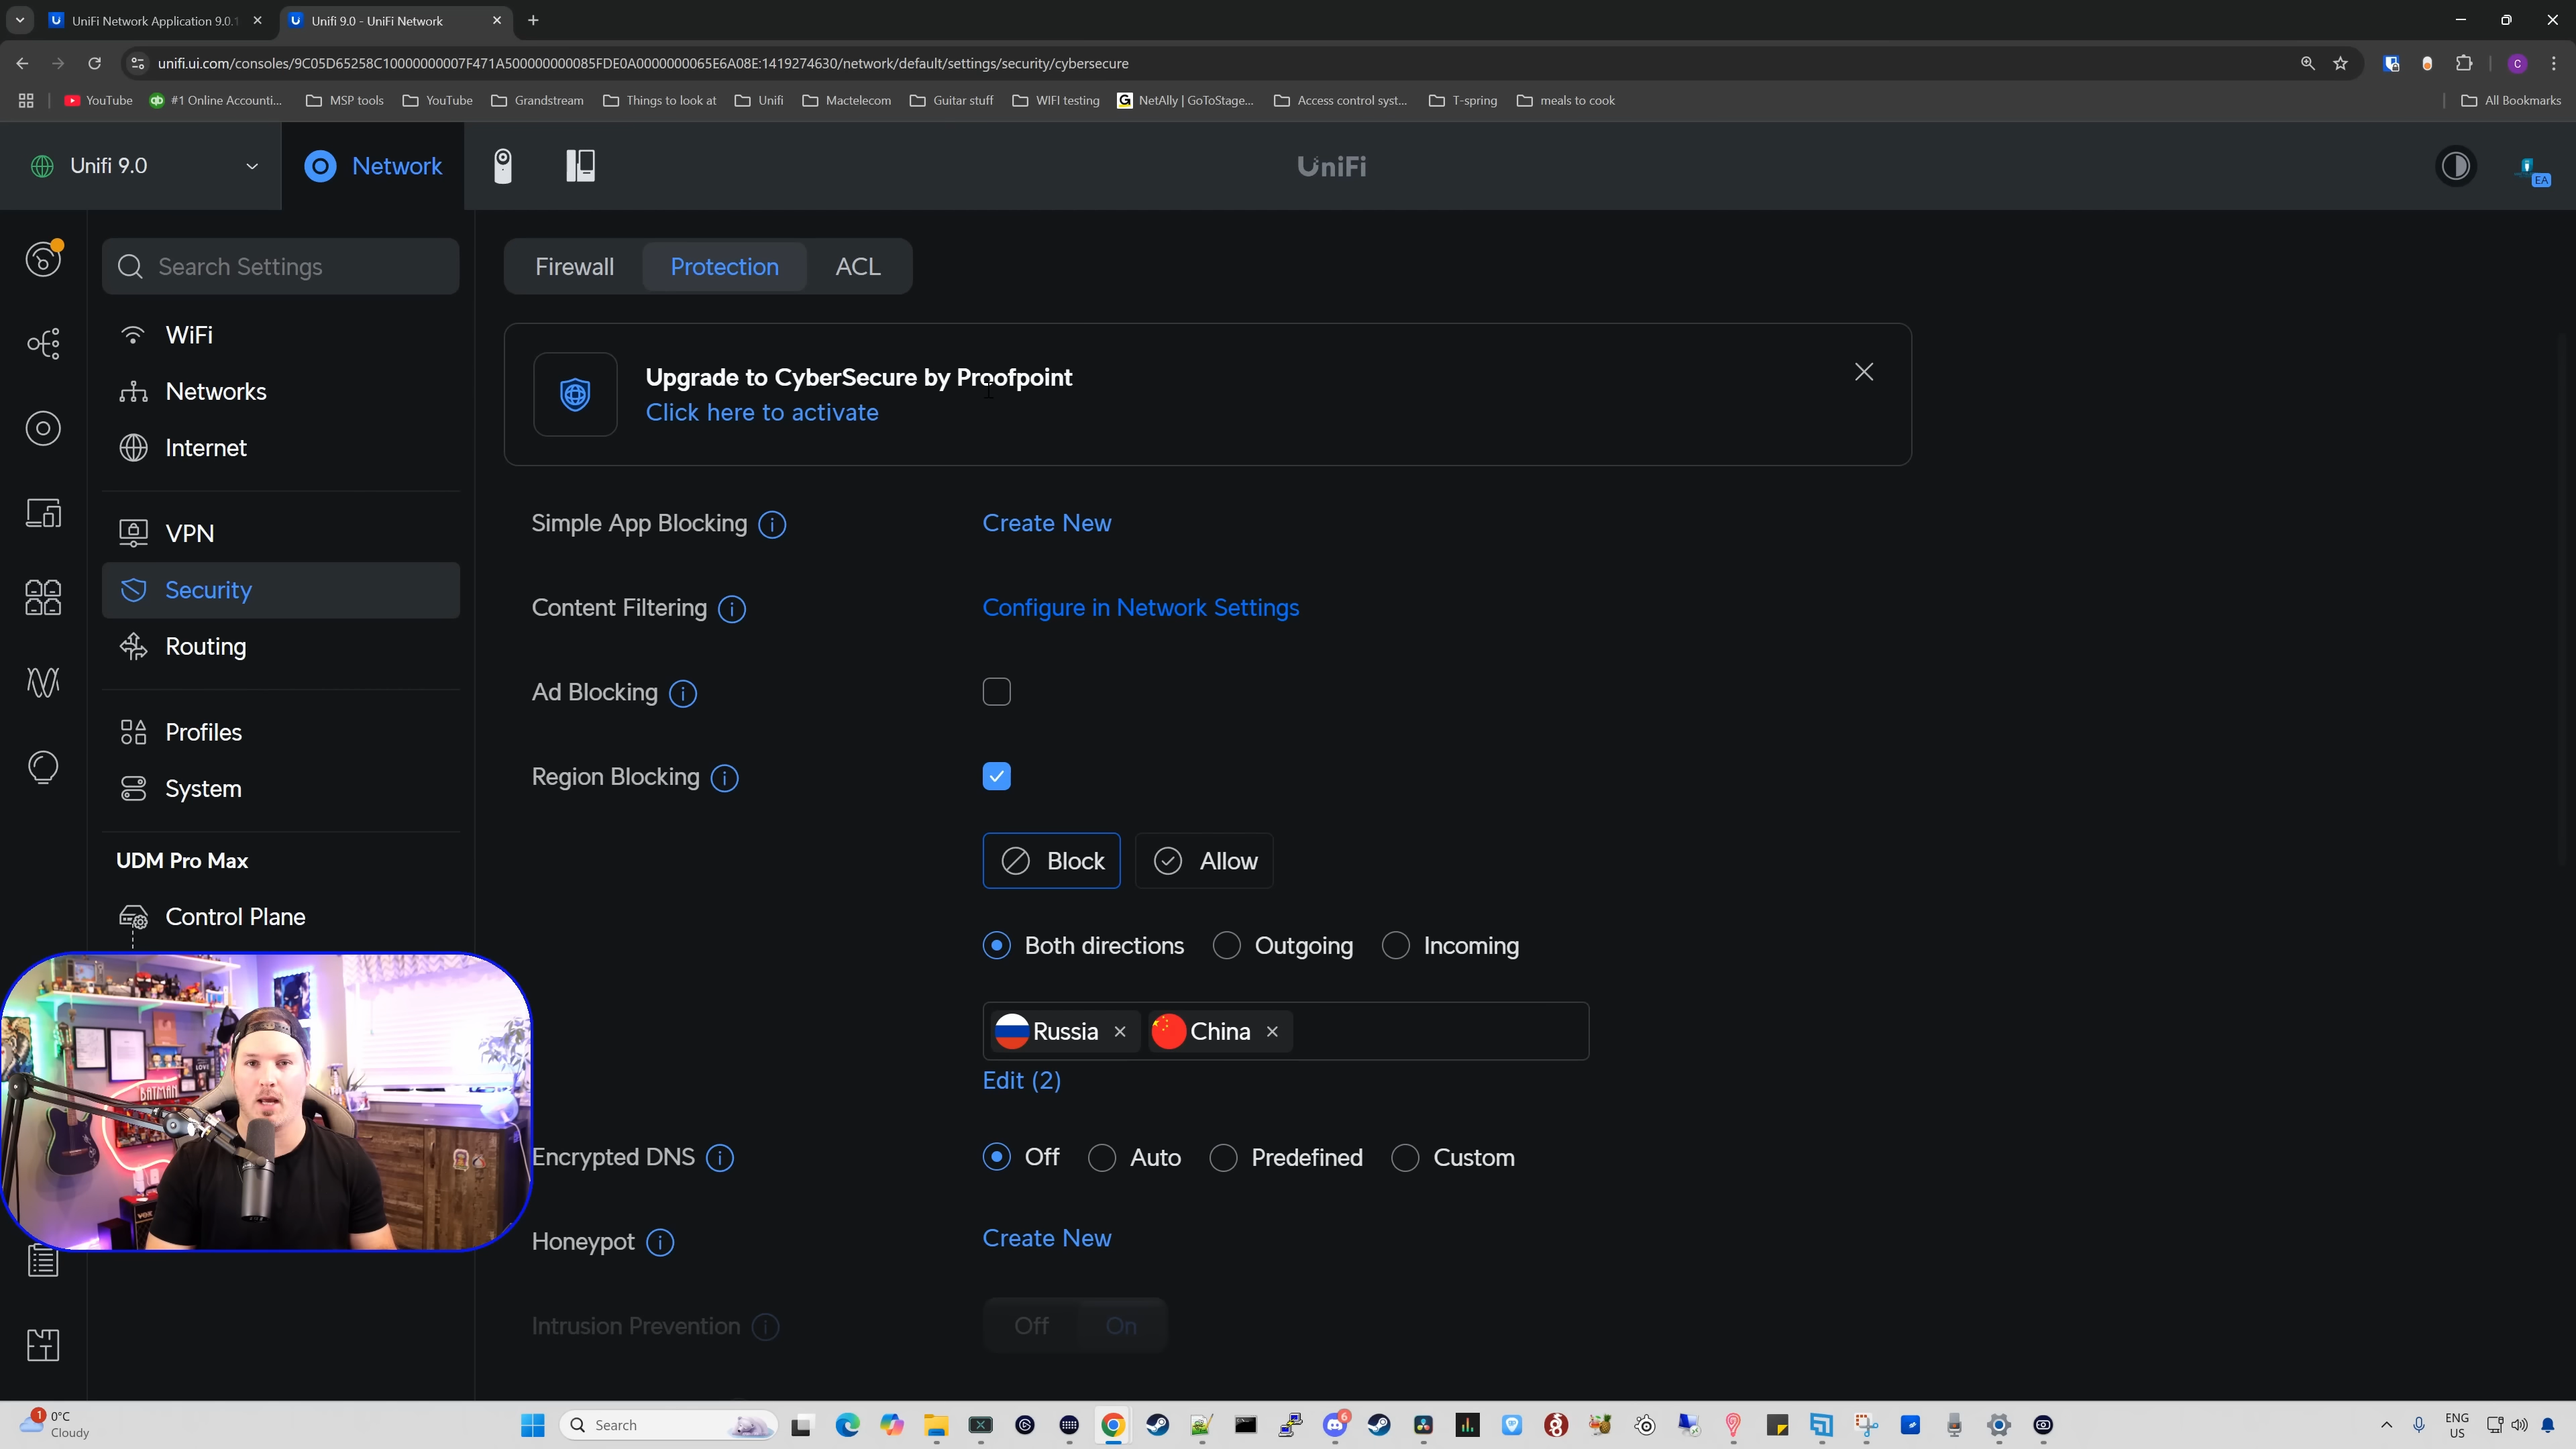 UniFi Network Application 9.0.1
Unifi 9.0 - UniFi Network
unifi.ui.com/consoles/9C05D65258C10000000007F471A500000000085FDE0A0000000065E6A08E:1419274630/network/default/settings/security/cybersecure
C
YouTube
#1 Online Accounti...
MSP tools
YouTube
Grandstream
Things to look at
Unifi
Mactelecom
Guitar stuff
WIFI testing
NetAlly | GoToStage...
Access control syst...
T-spring
meals to cook
All Bookmarks
Unifi 9.0
Network
UniFi
EA
Search Settings
WiFi
Networks
Internet
VPN
Security
Routing
Profiles
System
UDM Pro Max
Control Plane
Firewall
Protection
ACL
Upgrade to CyberSecure by Proofpoint
Click here to activate
Simple App Blocking
Create New
Content Filtering
Configure in Network Settings
Ad Blocking
Region Blocking
Block
Allow
Both directions
Outgoing
Incoming
Russia
China
Edit (2)
Encrypted DNS
Off
Auto
Predefined
Custom
Honeypot
Create New
Intrusion Prevention
Off
On
BATMAN
LOVE
VOX
1
0°C
Cloudy
Search
6
ENG
US